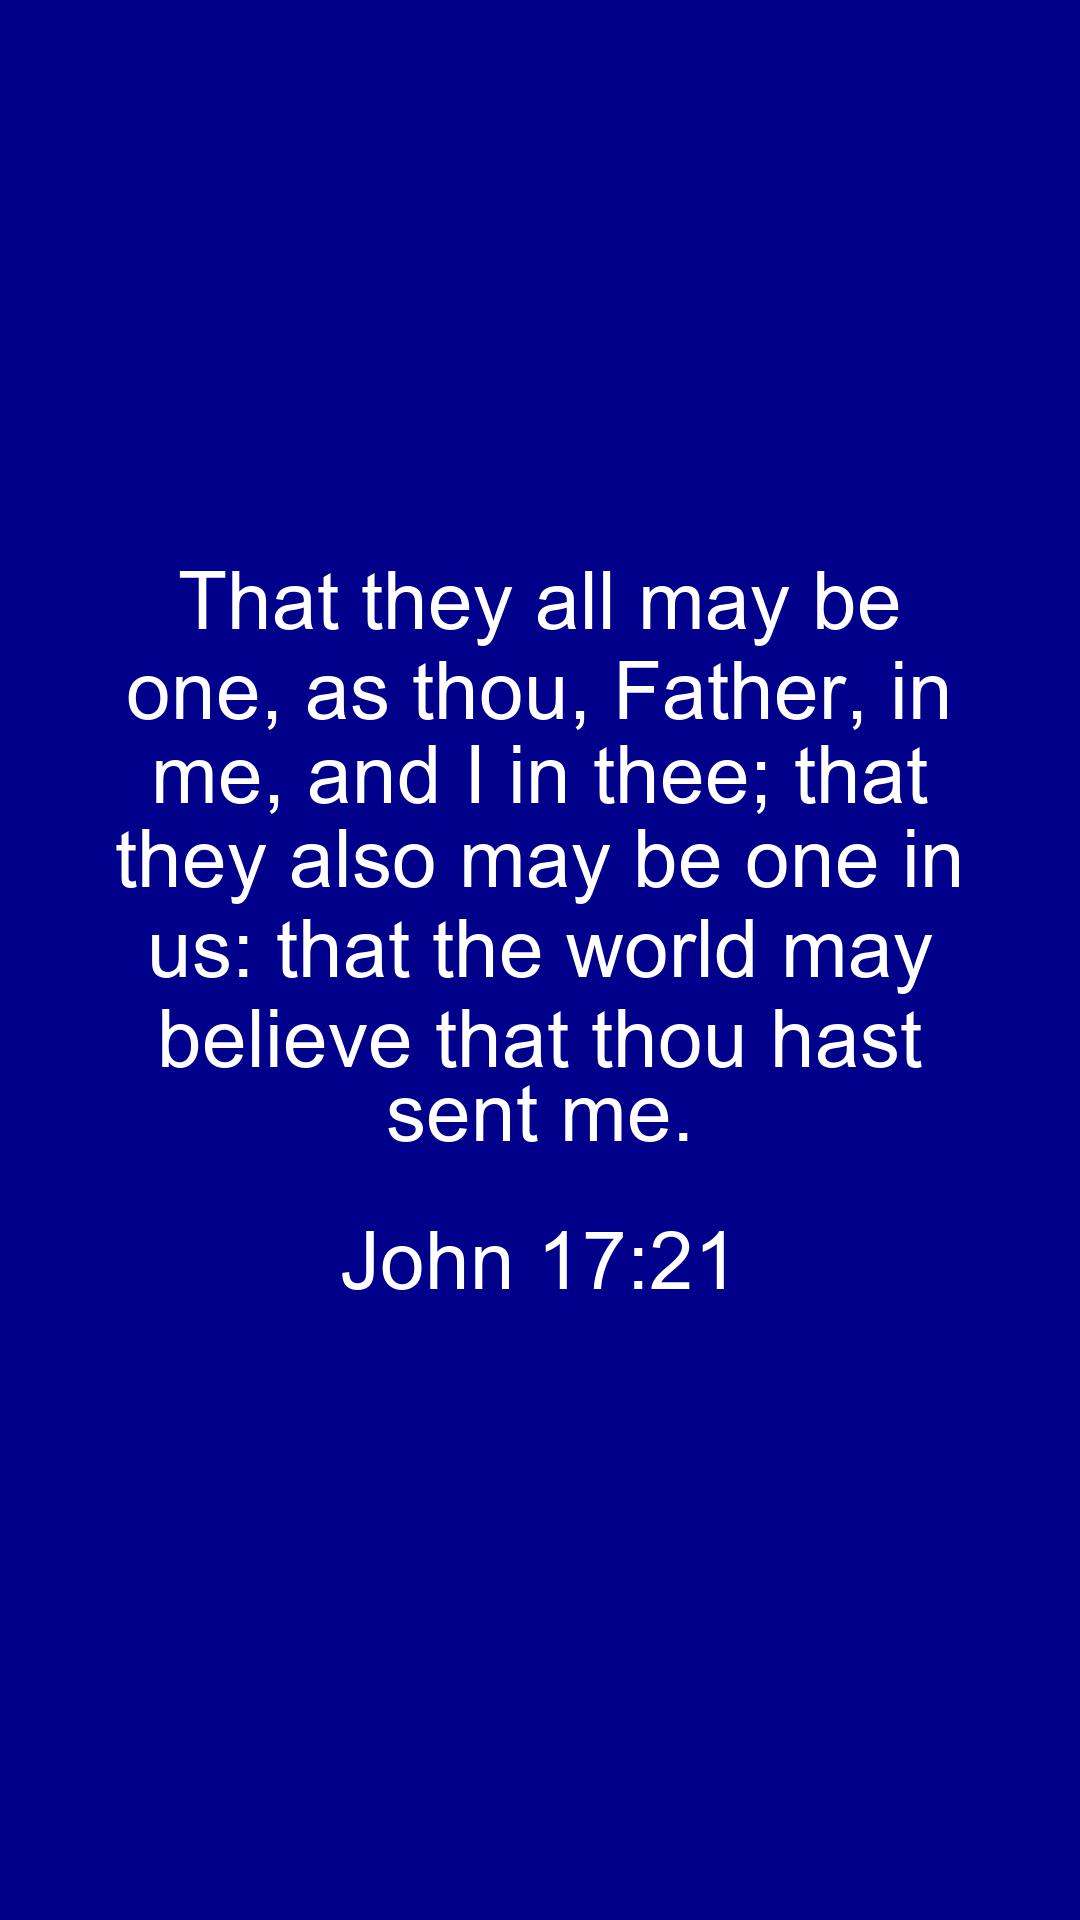 That they all may be
one, as thou, Father, in
me, and I in thee; that
they also may be one in
us: that the world may
believe that thou hast
sent me.
John 17:21